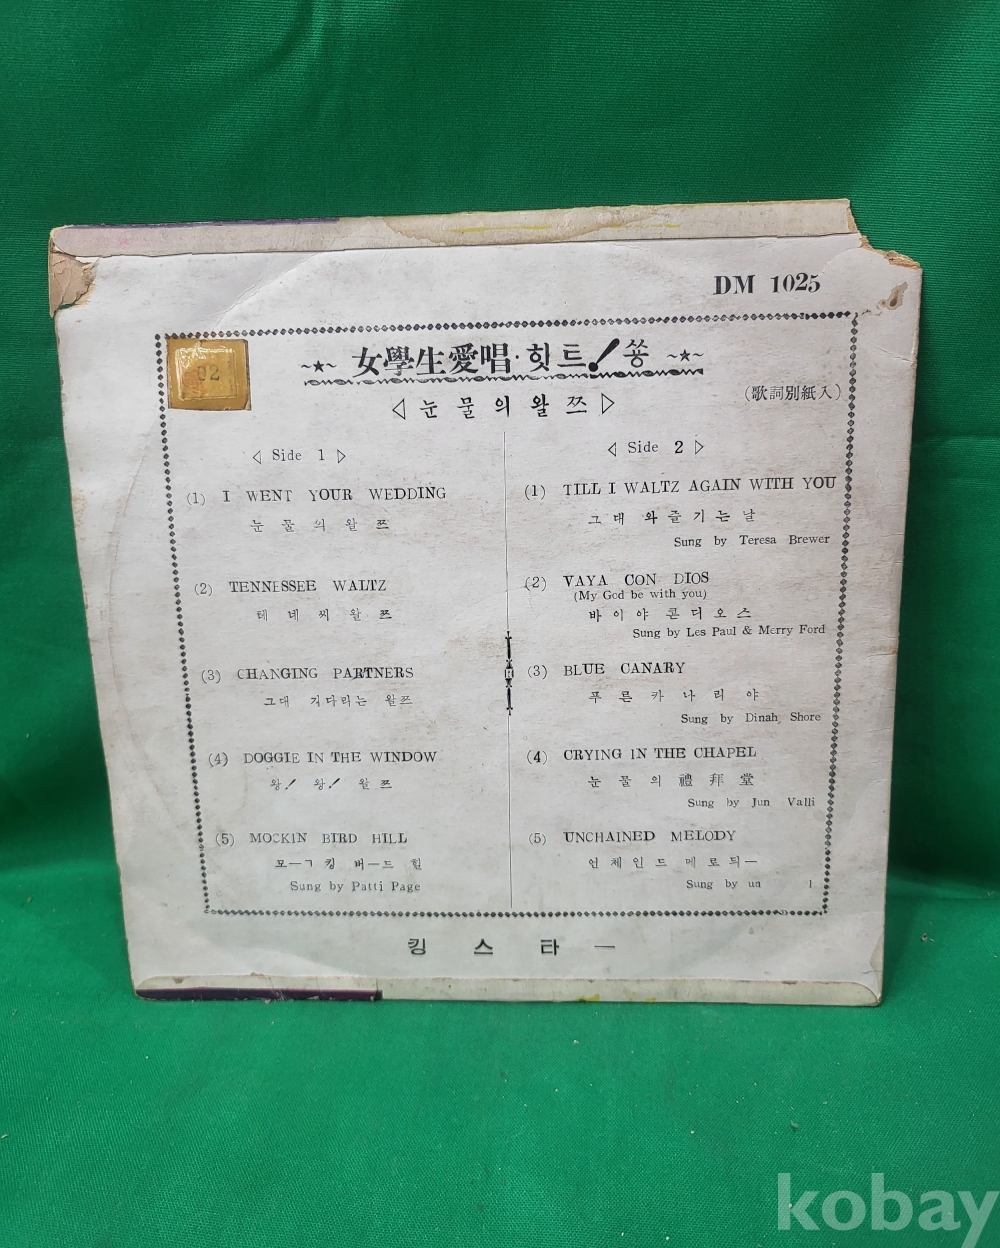 DM 1025
92
~★~ 女學生愛唱·힛트!쑝 ~★~
(歌詞別紙入)
◁ 눈물의 왈쯔 ▷
◁ Side 1 ▷
(1) I WENT YOUR WEDDING
눈물의 왈쯔
(2) TENNESSEE WALTZ
테네씨 왈쯔
(3) CHANGING PARTNERS
그대 기다리는 왈쯔
(4) DOGGIE IN THE WINDOW
왕! 왕! 왈쯔
(5) MOCKIN BIRD HILL
모ㅡㄱ킹 버ㅡ드 힐
Sung by Patti Page
◁ Side 2 ▷
(1) TILL I WALTZ AGAIN WITH YOU
그대와 즐기는 날
Sung by Teresa Brewer
(2) VAYA CON DIOS
(My God be with you)
바이야 콘 디오스
Sung by Les Paul & Merry Ford
(3) BLUE CANARY
푸른 카나리야
Sung by Dinah Shore
(4) CRYING IN THE CHAPEL
눈물의 禮拜堂
Sung by Jun Valli
(5) UNCHAINED MELODY
언체인드 메로듸ㅡ
Sung by un l
킹스타ㅡ
kobay